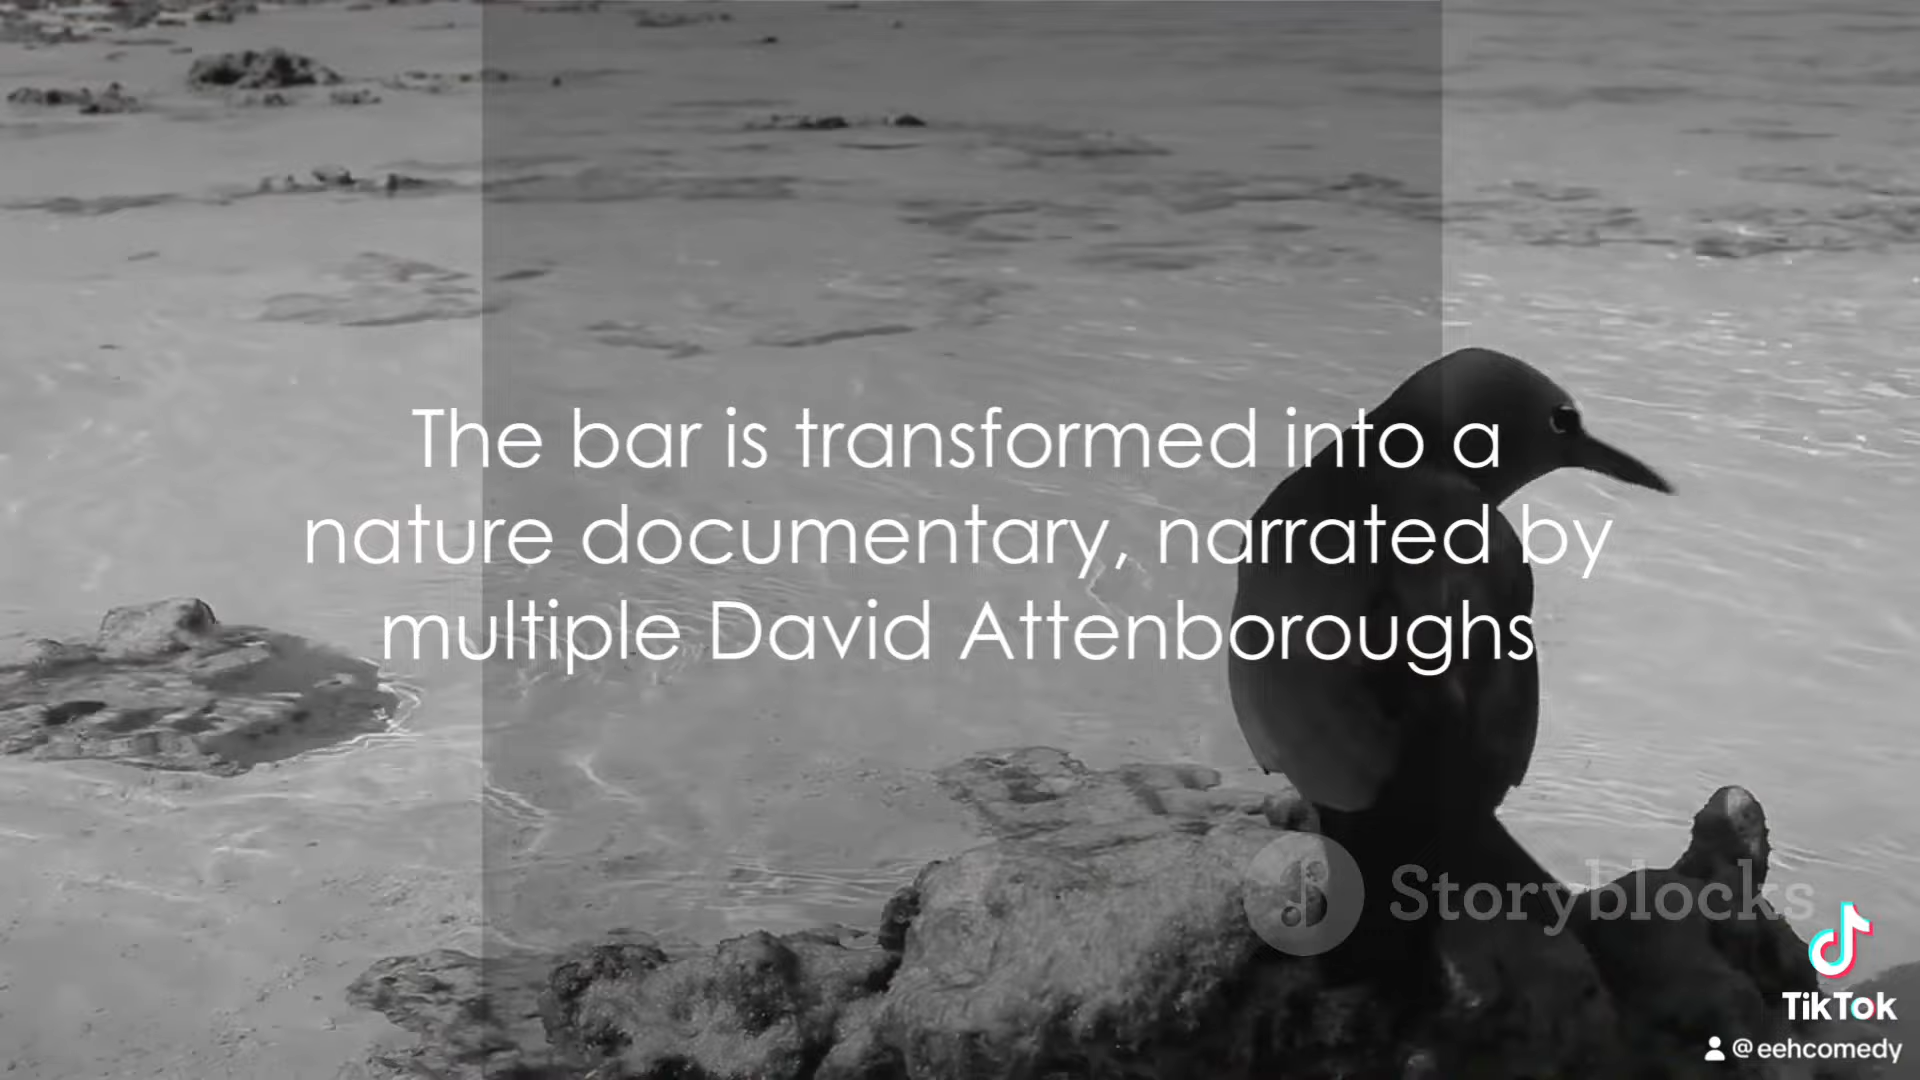 The bar is transformed into a
nature documentary, narrated by
multiple David Attenboroughs
Storyblocks
TikTok
@eehcomedy